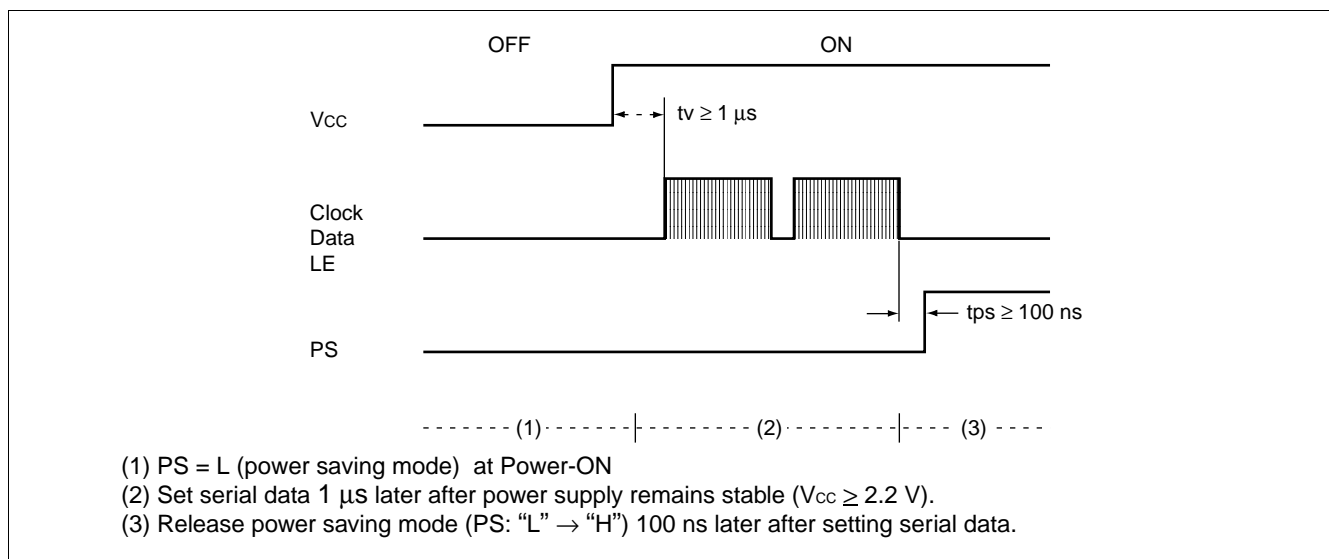 OFF ON
Vcc
tv ≥ 1 μs
Clock
Data
LE
tps ≥ 100 ns
PS
(1) (2) (3)
(1) PS = L (power saving mode) at Power-ON
(2) Set serial data 1 μs later after power supply remains stable (Vcc ≥ 2.2 V).
(3) Release power saving mode (PS: “L” → “H”) 100 ns later after setting serial data.